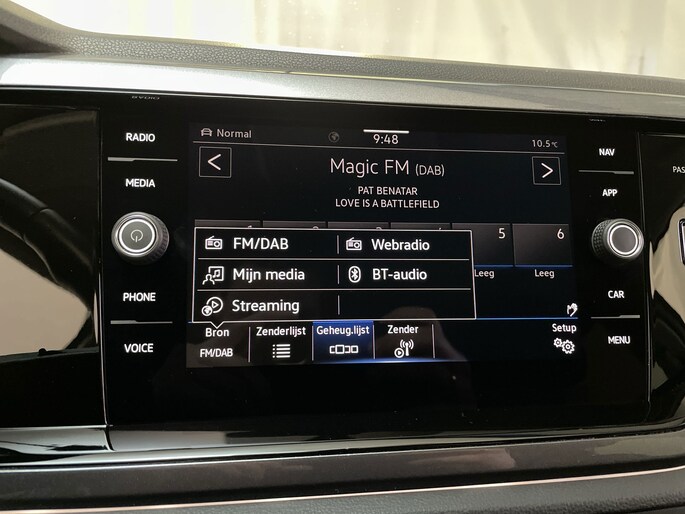 RADIO
MEDIA
PHONE
VOICE
Normal
9:48
10.5°C
Magic FM (DAB)
PAT BENATAR
LOVE IS A BATTLEFIELD
5
6
Leeg
Leeg
FM/DAB
Webradio
Mijn media
BT-audio
Streaming
Bron
FM/DAB
Zenderlijst
Geheug.lijst
Zender
Setup
NAV
APP
CAR
MENU
PAS